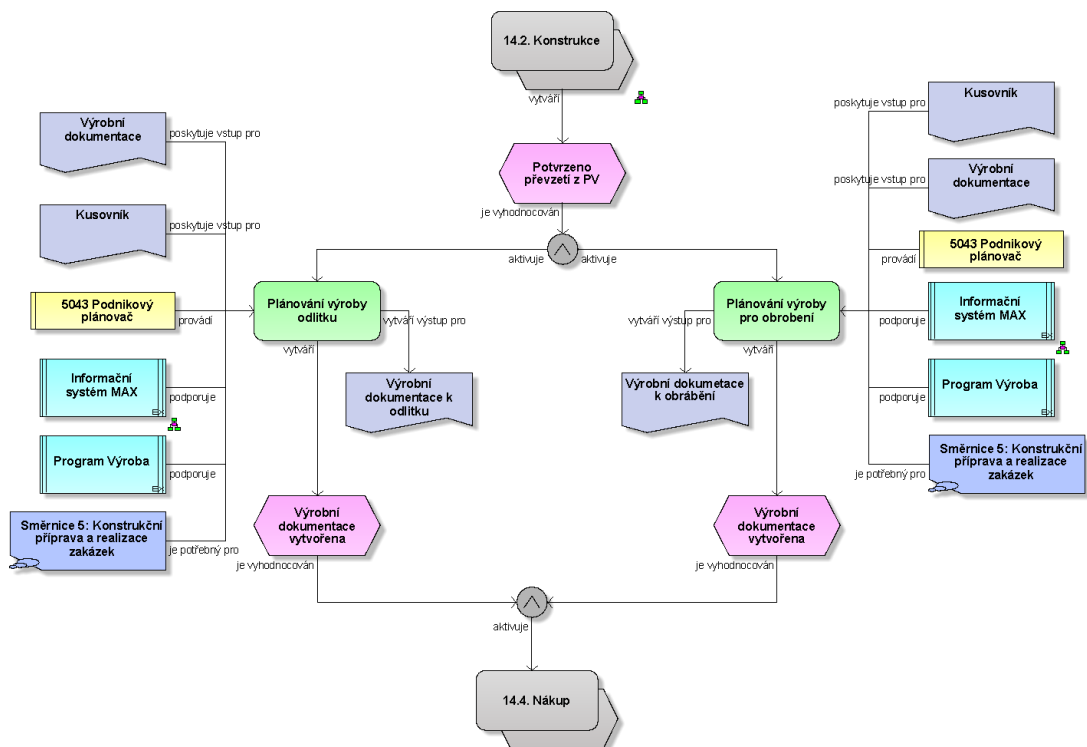 14.2. Konstrukce
vytváří
Potvrzeno
převzetí z PV
je vyhodnocován
aktivuje
aktivuje
Výrobní
dokumentace
poskytuje vstup pro
Kusovník
poskytuje vstup pro
5043 Podnikový
plánovač
provádí
Informační
systém MAX
podporuje
Program Výroba
podporuje
Směrnice 5: Konstrukční
příprava a realizace
zakázek
je potřebný pro
Plánování výroby
odlitku
vytváří výstup pro
vytváří
Výrobní
dokumentace k
odlitku
Výrobní
dokumentace
vytvořena
je vyhodnocován
Kusovník
poskytuje vstup pro
Výrobní
dokumentace
poskytuje vstup pro
5043 Podnikový
plánovač
provádí
Informační
systém MAX
podporuje
Program Výroba
podporuje
Směrnice 5: Konstrukční
příprava a realizace
zakázek
je potřebný pro
Plánování výroby
pro obrobení
vytváří výstup pro
vytváří
Výrobní dokumetace
k obrábění
Výrobní
dokumentace
vytvořena
je vyhodnocován
aktivuje
14.4. Nákup